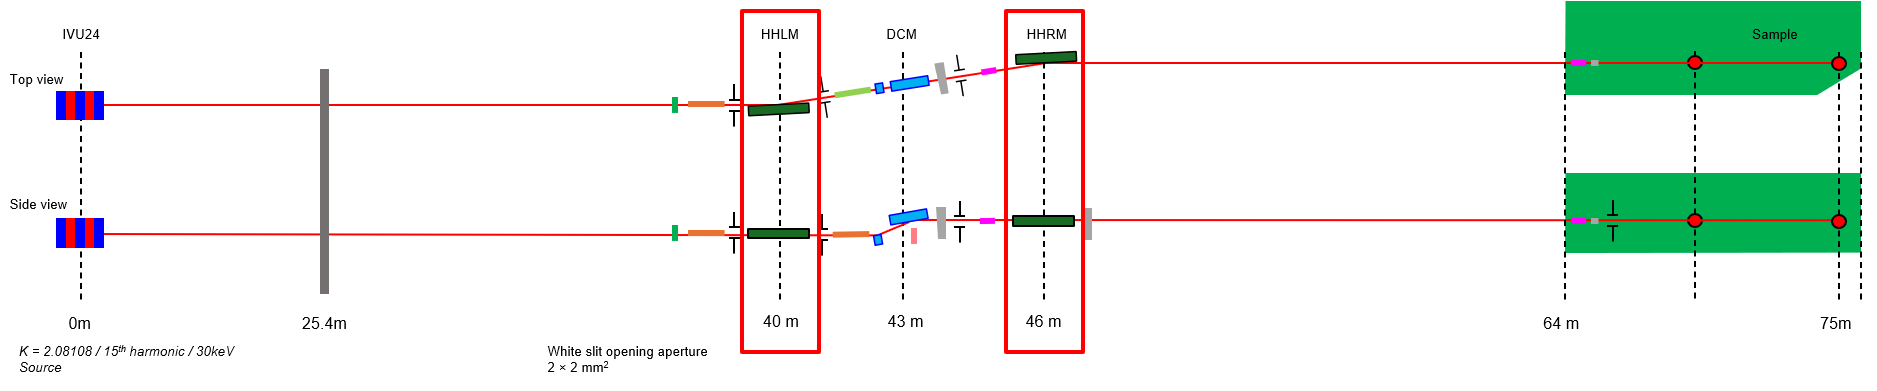 IVU24
HHLM
DCM
HHRM
Sample
Top view
Side view
0m
25.4m
40 m
43 m
46 m
64 m
75m
K = 2.08108 / 15th harmonic / 30keV
Source
White slit opening aperture
2 × 2 mm²